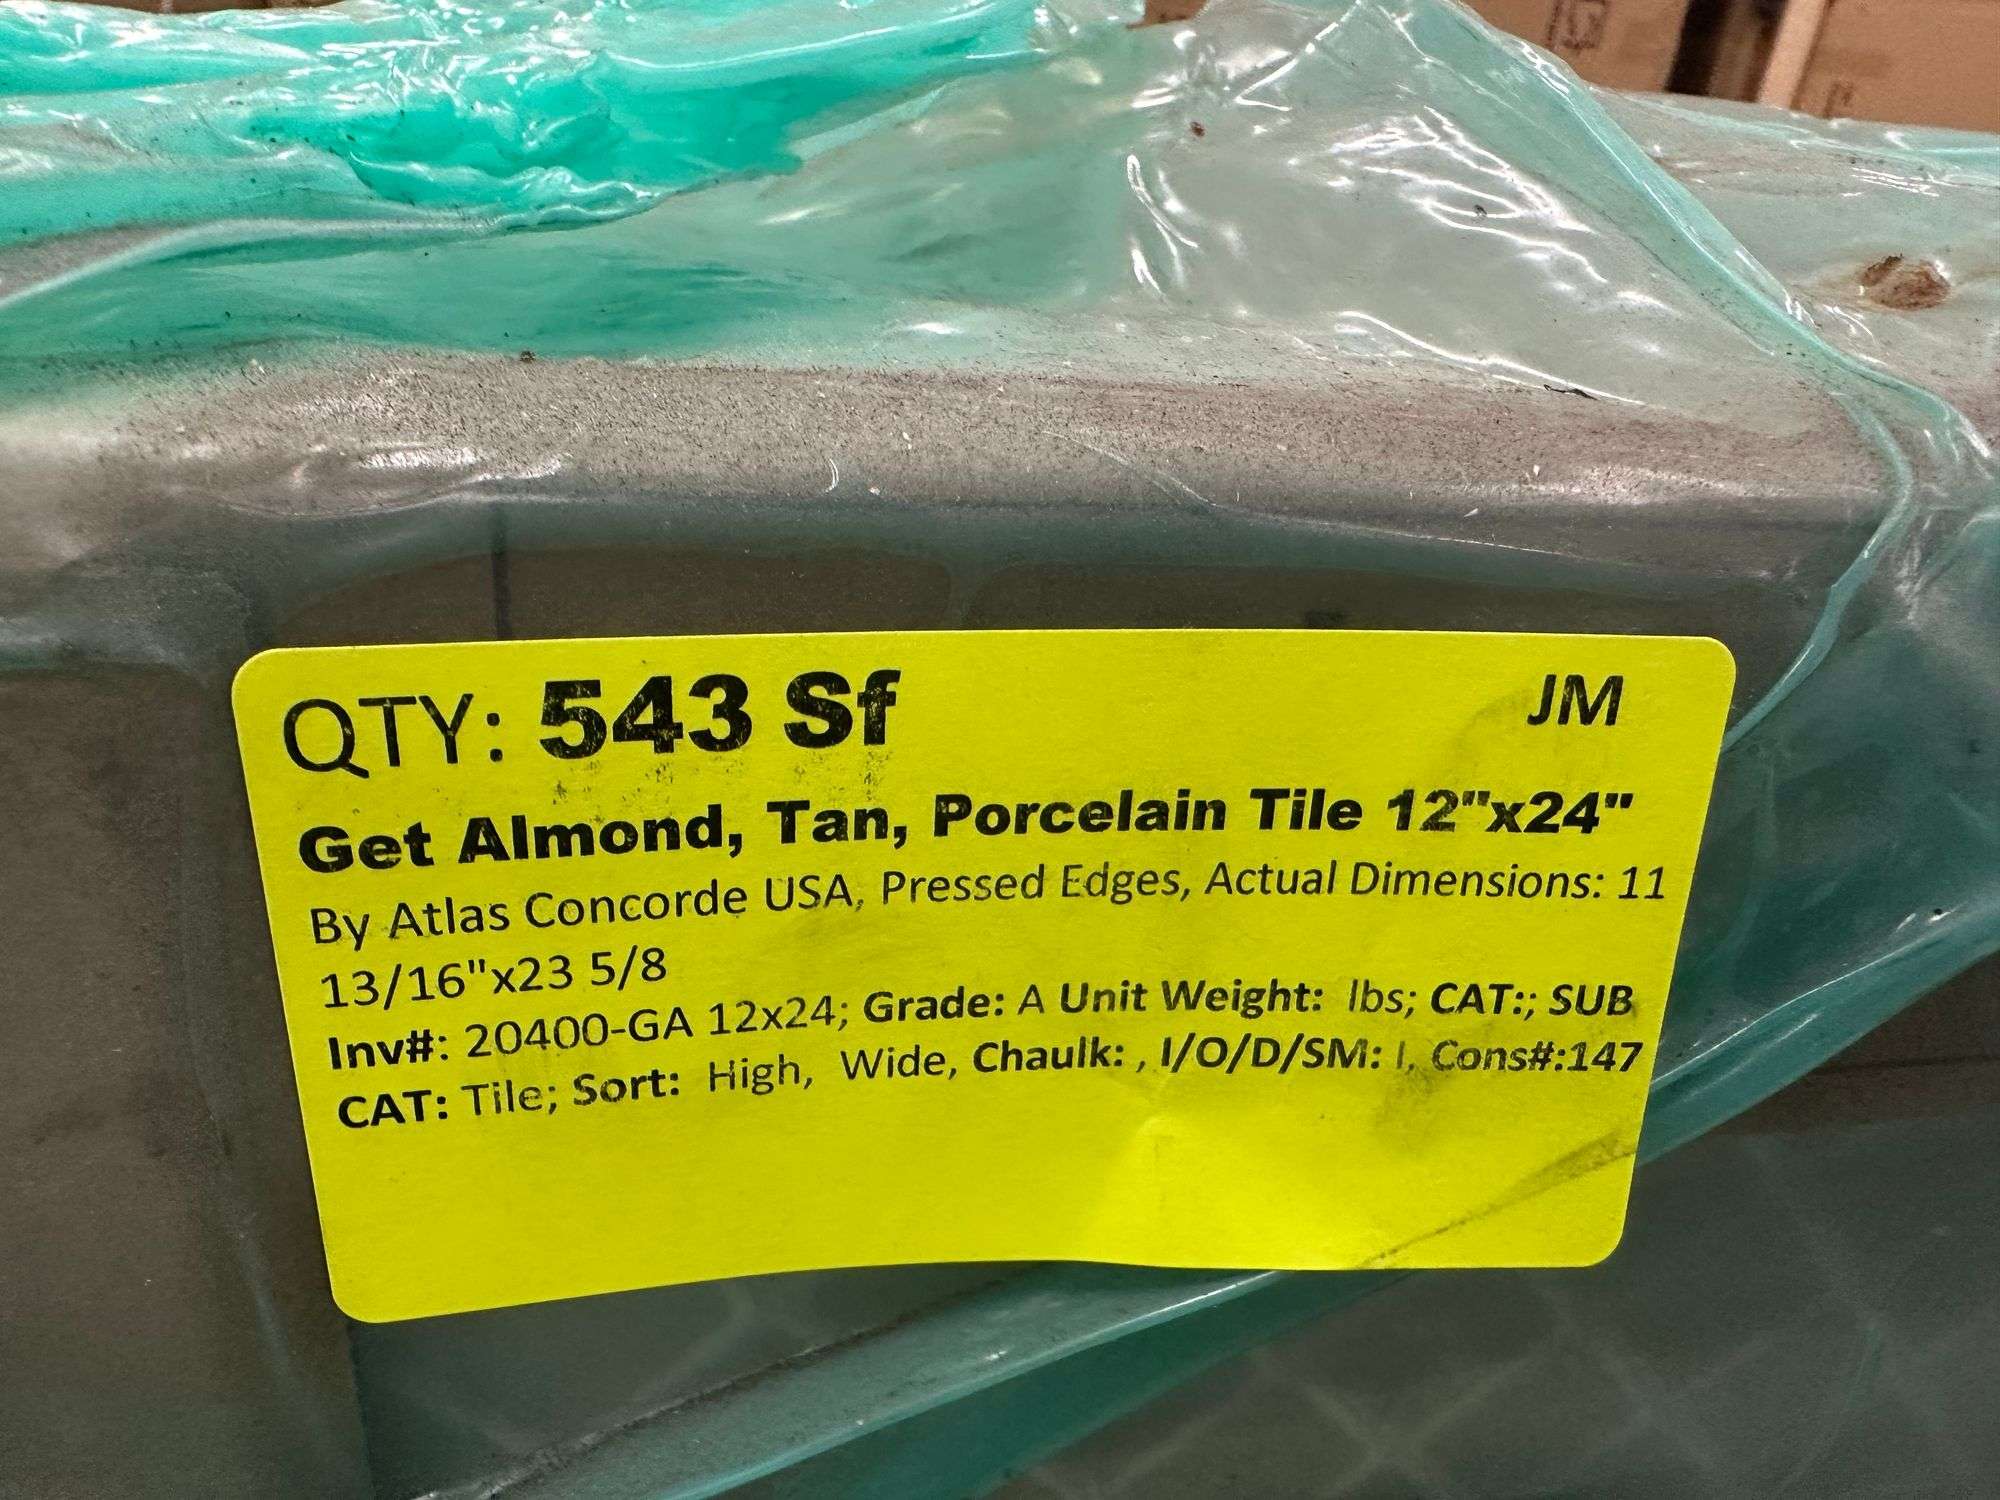 QTY: 543 Sf JM
Get Almond, Tan, Porcelain Tile 12"x24"
By Atlas Concorde USA, Pressed Edges, Actual Dimensions: 11
13/16"x23 5/8
Inv#: 20400-GA 12x24; Grade: A Unit Weight: lbs; CAT:; SUB
CAT: Tile; Sort: High, Wide, Chaulk: , I/O/D/SM: I, Cons#:147